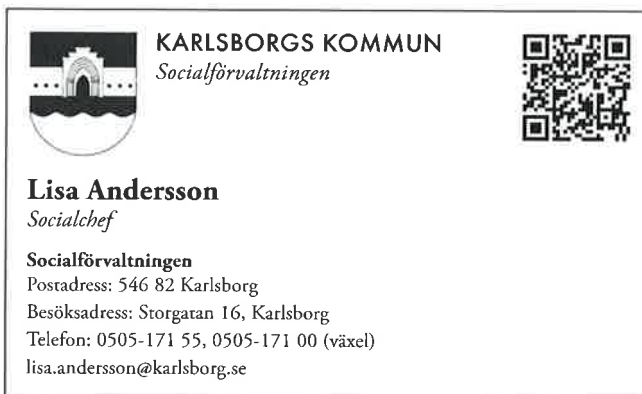 KARLSBORGS KOMMUN
Socialförvaltningen
Lisa Andersson
Socialchef
Socialförvaltningen
Postadress: 546 82 Karlsborg
Besöksadress: Storgatan 16, Karlsborg
Telefon: 0505-171 55, 0505-171 00 (växel)
lisa.andersson@karlsborg.se